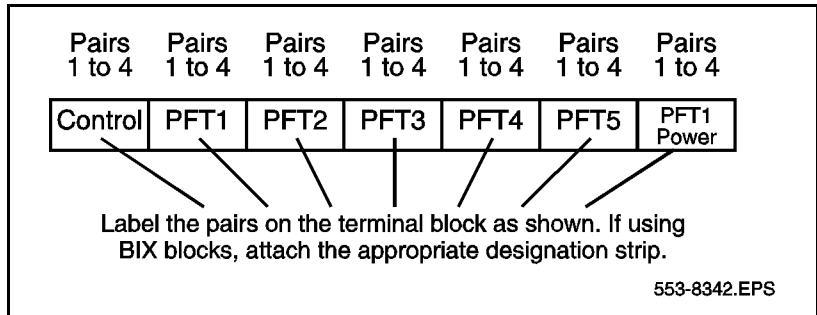 Pairs Pairs Pairs Pairs Pairs Pairs Pairs
1 to 4 1 to 4 1 to 4 1 to 4 1 to 4 1 to 4 1 to 4
Control PFT1 PFT2 PFT3 PFT4 PFT5 PFT1 Power
Label the pairs on the terminal block as shown. If using
BIX blocks, attach the appropriate designation strip.
553-8342.EPS